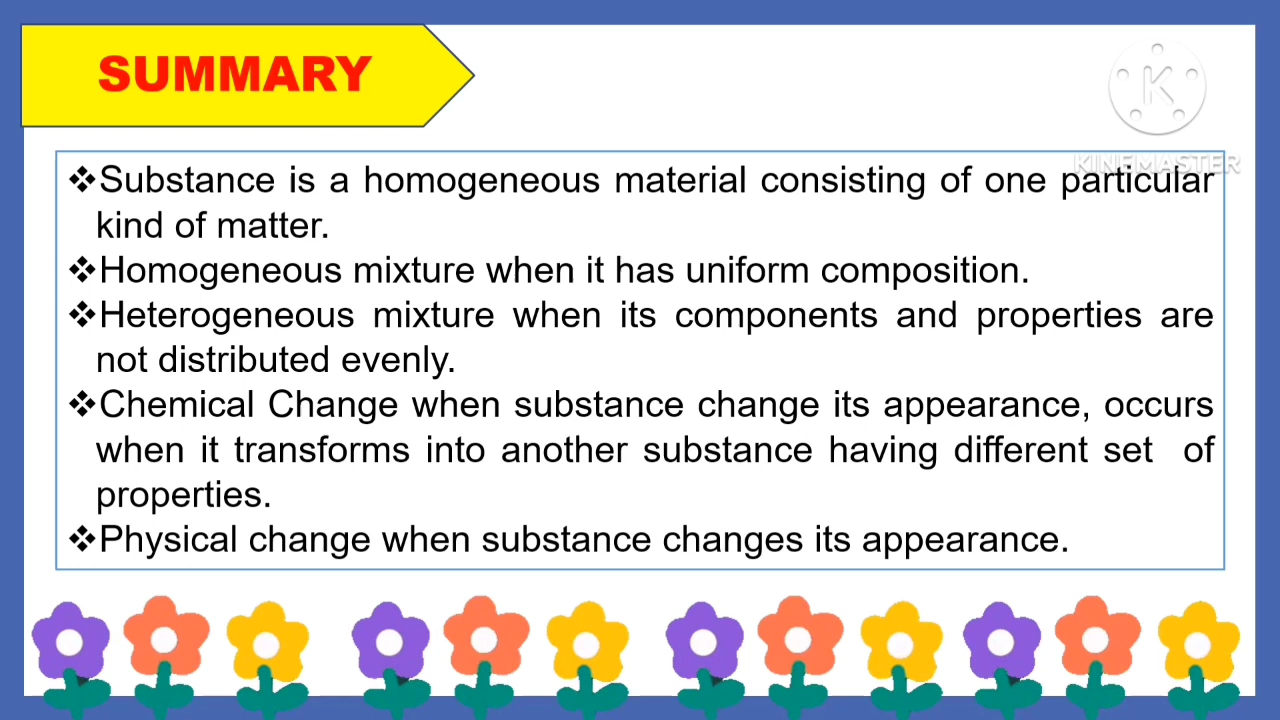 SUMMARY
K
KINEMASTER
❖Substance is a homogeneous material consisting of one particular
kind of matter.
❖Homogeneous mixture when it has uniform composition.
❖Heterogeneous mixture when its components and properties are
not distributed evenly.
❖Chemical Change when substance change its appearance, occurs
when it transforms into another substance having different set of
properties.
❖Physical change when substance changes its appearance.